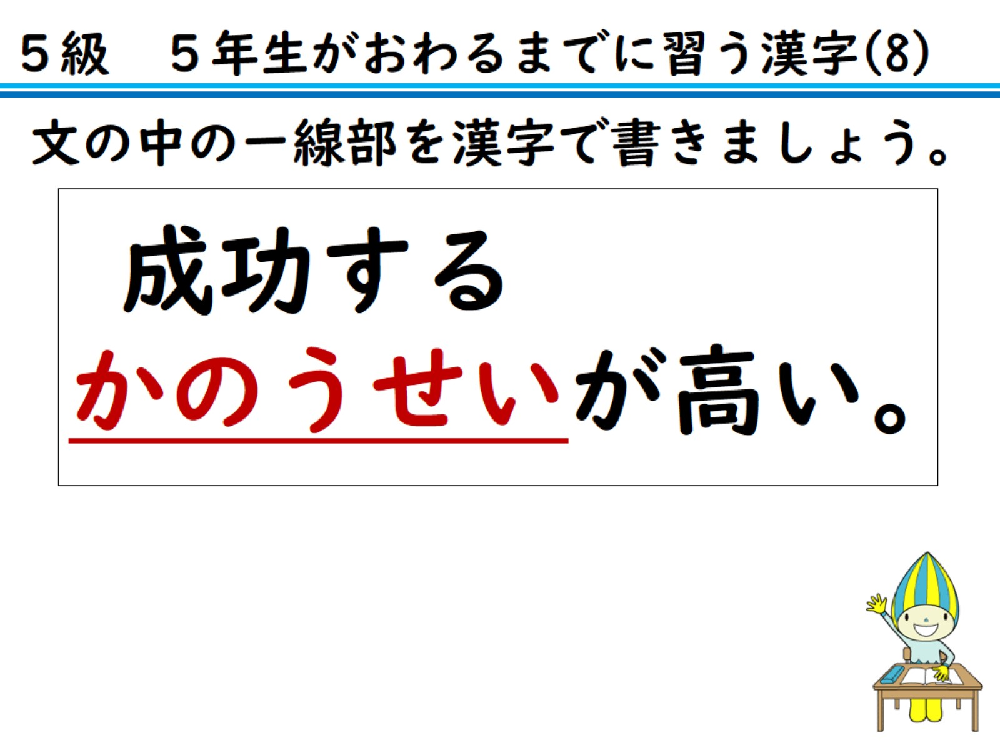 ５級　５年生がおわるまでに習う漢字(8)
文の中の一線部を漢字で書きましょう。
成功する
かのうせいが高い。